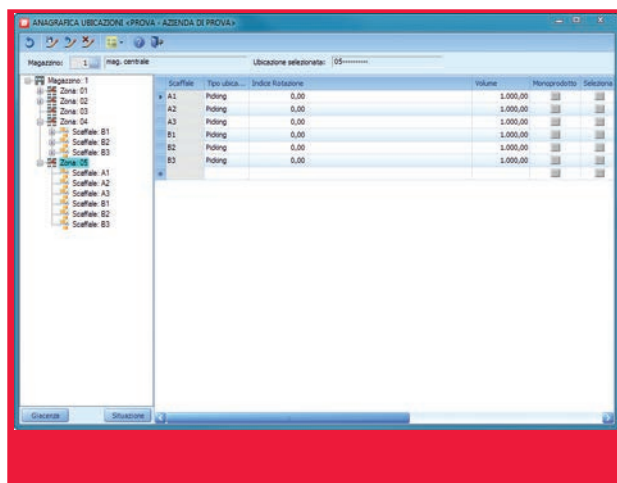 ANAGRAFICA UBICAZIONI «PROVA - AZIENDA DI PROVA»
Magazzino: 1 mag. centrale Ubicazione selezionata: 05----------
Magazzino: 1
Zona: 01
Zona: 02
Zona: 03
Zona: 04
Scaffale: B1
Scaffale: B2
Scaffale: B3
Zona: 05
Scaffale: A1
Scaffale: A2
Scaffale: A3
Scaffale: B1
Scaffale: B2
Scaffale: B3
Scaffale Tipo ubica... Indice Rotazione Volume Monoprodotto Seleziona
A1 Picking 0,00 1.000,00
A2 Picking 0,00 1.000,00
A3 Picking 0,00 1.000,00
B1 Picking 0,00 1.000,00
B2 Picking 0,00 1.000,00
B3 Picking 0,00 1.000,00
Giacenza Situazione